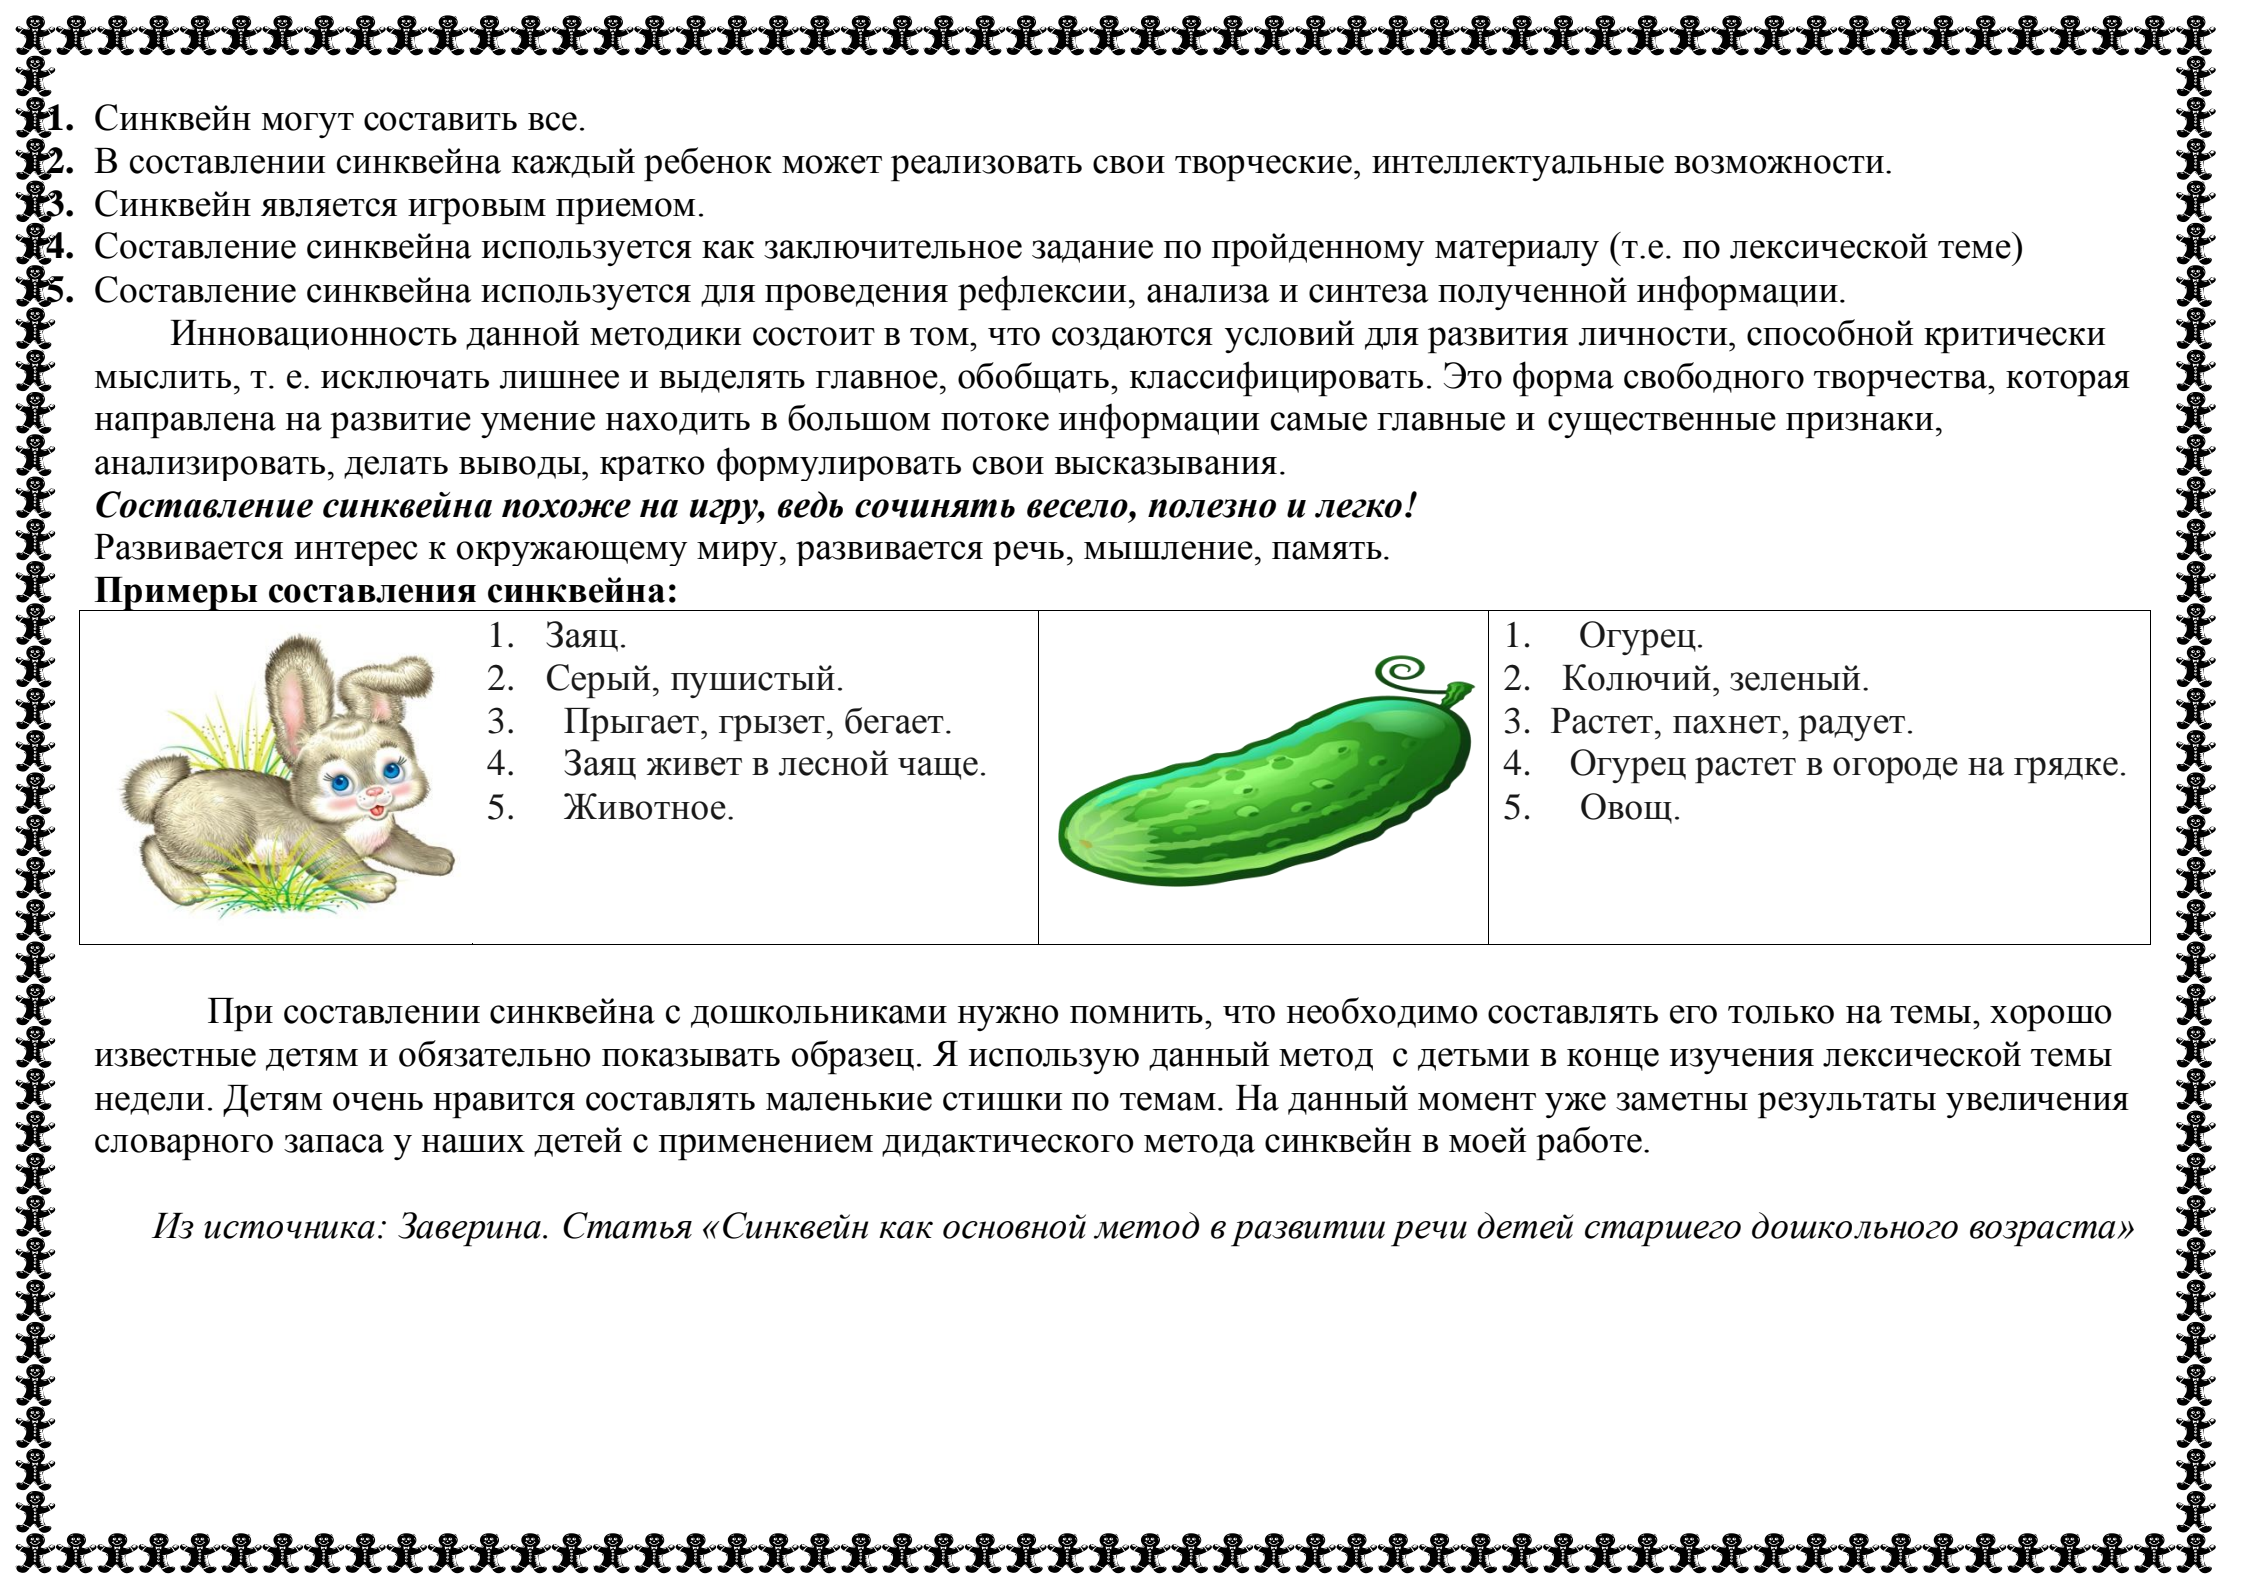 1. Синквейн могут составить все.
2. В составлении синквейна каждый ребенок может реализовать свои творческие, интеллектуальные возможности.
3. Синквейн является игровым приемом.
4. Составление синквейна используется как заключительное задание по пройденному материалу (т.е. по лексической теме)
5. Составление синквейна используется для проведения рефлексии, анализа и синтеза полученной информации.
Инновационность данной методики состоит в том, что создаются условий для развития личности, способной критически
мыслить, т. е. исключать лишнее и выделять главное, обобщать, классифицировать. Это форма свободного творчества, которая
направлена на развитие умение находить в большом потоке информации самые главные и существенные признаки,
анализировать, делать выводы, кратко формулировать свои высказывания.
Составление синквейна похоже на игру, ведь сочинять весело, полезно и легко!
Развивается интерес к окружающему миру, развивается речь, мышление, память.
Примеры составления синквейна:
1. Заяц.
2. Серый, пушистый.
3. Прыгает, грызет, бегает.
4. Заяц живет в лесной чаще.
5. Животное.
1. Огурец.
2. Колючий, зеленый.
3. Растет, пахнет, радует.
4. Огурец растет в огороде на грядке.
5. Овощ.
При составлении синквейна с дошкольниками нужно помнить, что необходимо составлять его только на темы, хорошо
известные детям и обязательно показывать образец. Я использую данный метод с детьми в конце изучения лексической темы
недели. Детям очень нравится составлять маленькие стишки по темам. На данный момент уже заметны результаты увеличения
словарного запаса у наших детей с применением дидактического метода синквейн в моей работе.
Из источника: Заверина. Статья «Синквейн как основной метод в развитии речи детей старшего дошкольного возраста»